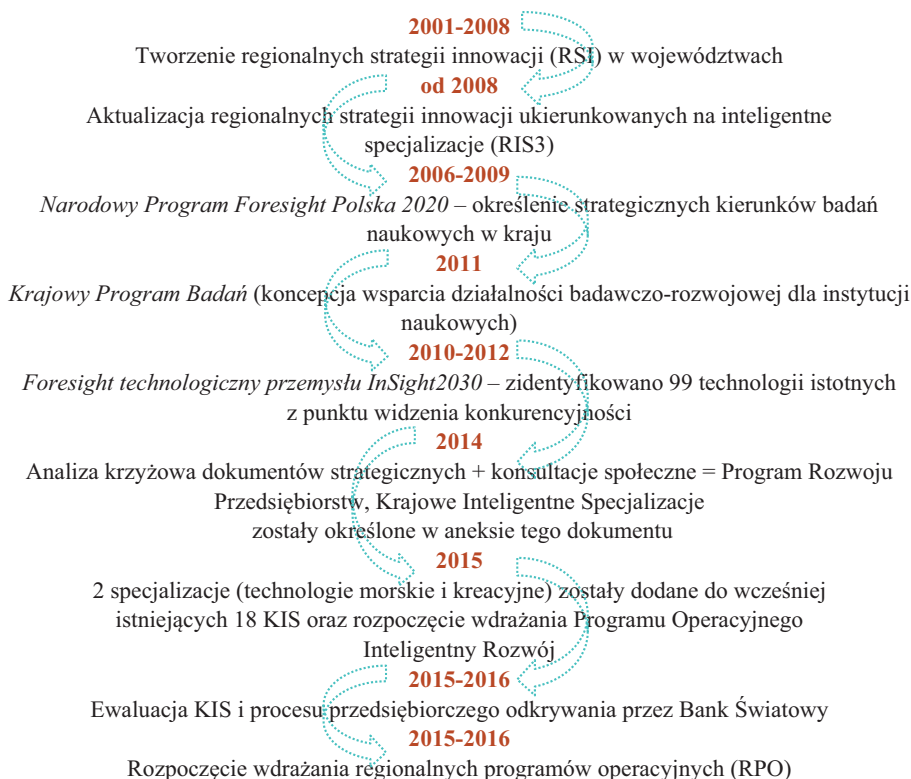 2001-2008
Tworzenie regionalnych strategii innowacji (RSI) w województwach
od 2008
Aktualizacja regionalnych strategii innowacji ukierunkowanych na inteligentne
specjalizacje (RIS3)
2006-2009
Narodowy Program Foresight Polska 2020 – określenie strategicznych kierunków badań
naukowych w kraju
2011
Krajowy Program Badań (koncepcja wsparcia działalności badawczo-rozwojowej dla instytucji
naukowych)
2010-2012
Foresight technologiczny przemysłu InSight2030 – zidentyfikowano 99 technologii istotnych
z punktu widzenia konkurencyjności
2014
Analiza krzyżowa dokumentów strategicznych + konsultacje społeczne = Program Rozwoju
Przedsiębiorstw, Krajowe Inteligentne Specjalizacje
zostały określone w aneksie tego dokumentu
2015
2 specjalizacje (technologie morskie i kreacyjne) zostały dodane do wcześniej
istniejących 18 KIS oraz rozpoczęcie wdrażania Programu Operacyjnego
Inteligentny Rozwój
2015-2016
Ewaluacja KIS i procesu przedsiębiorczego odkrywania przez Bank Światowy
2015-2016
Rozpoczęcie wdrażania regionalnych programów operacyjnych (RPO)